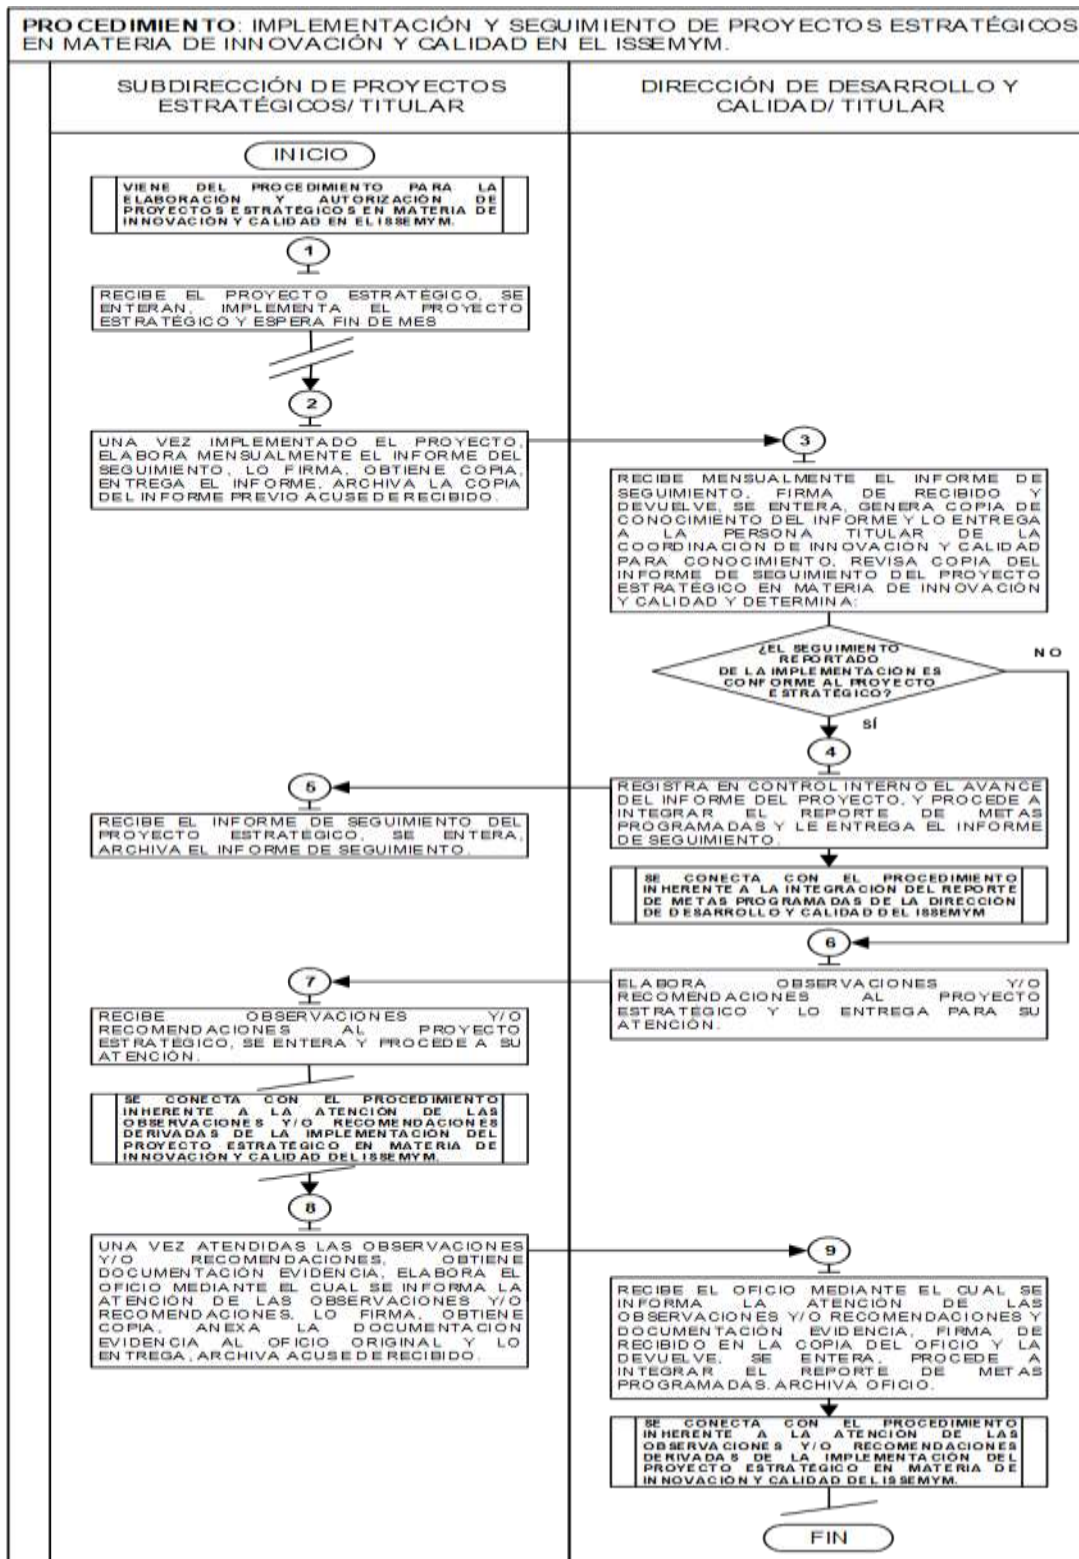 PROCEDIMIENTO: IMPLEMENTACIÓN Y SEGUIMIENTO DE PROYECTOS ESTRATÉGICOS
EN MATERIA DE INNOVACIÓN Y CALIDAD EN EL ISSEMYM.
SUBDIRECCIÓN DE PROYECTOS
ESTRATÉGICOS/ TITULAR
DIRECCIÓN DE DESARROLLO Y
CALIDAD/ TITULAR
INICIO
VIENE DEL PROCEDIMIENTO PARA LA
ELABORACIÓN Y AUTORIZACIÓN DE
PROYECTOS ESTRATÉGICOS EN MATERIA DE
INNOVACIÓN Y CALIDAD EN EL ISSEMYM.
1
RECIBE EL PROYECTO ESTRATÉGICO, SE
ENTERAN, IMPLEMENTA EL PROYECTO
ESTRATÉGICO Y ESPERA FIN DE MES
2
UNA VEZ IMPLEMENTADO EL PROYECTO,
ELABORA MENSUALMENTE EL INFORME DEL
SEGUIMIENTO, LO FIRMA, OBTIENE COPIA,
ENTREGA EL INFORME, ARCHIVA LA COPIA
DEL INFORME PREVIO ACUSE DE RECIBIDO.
3
RECIBE MENSUALMENTE EL INFORME DE
SEGUIMIENTO, FIRMA DE RECIBIDO Y
DEVUELVE, SE ENTERA, GENERA COPIA DE
CONOCIMIENTO DEL INFORME Y LO ENTREGA
A LA PERSONA TITULAR DE LA
COORDINACIÓN DE INNOVACIÓN Y CALIDAD
PARA CONOCIMIENTO, REVISA COPIA DEL
INFORME DE SEGUIMIENTO DEL PROYECTO
ESTRATÉGICO EN MATERIA DE INNOVACIÓN
Y CALIDAD Y DETERMINA:
¿EL SEGUIMIENTO
REPORTADO
DE LA IMPLEMENTACIÓN ES
CONFORME AL PROYECTO
ESTRATÉGICO?
NO
SÍ
4
REGISTRA EN CONTROL INTERNO EL AVANCE
DEL INFORME DEL PROYECTO, Y PROCEDE A
INTEGRAR EL REPORTE DE METAS
PROGRAMADAS Y LE ENTREGA EL INFORME
DE SEGUIMIENTO.
5
RECIBE EL INFORME DE SEGUIMIENTO DEL
PROYECTO ESTRATÉGICO, SE ENTERA,
ARCHIVA EL INFORME DE SEGUIMIENTO.
SE CONECTA CON EL PROCEDIMIENTO
INHERENTE A LA INTEGRACIÓN DEL REPORTE
DE METAS PROGRAMADAS DE LA DIRECCIÓN
DE DESARROLLO Y CALIDAD DEL ISSEMYM
6
ELABORA OBSERVACIONES Y/O
RECOMENDACIONES AL PROYECTO
ESTRATÉGICO Y LO ENTREGA PARA SU
ATENCIÓN.
7
RECIBE OBSERVACIONES Y/O
RECOMENDACIONES AL PROYECTO
ESTRATÉGICO, SE ENTERA Y PROCEDE A SU
ATENCIÓN.
SE CONECTA CON EL PROCEDIMIENTO
INHERENTE A LA ATENCIÓN DE LAS
OBSERVACIONES Y/O RECOMENDACIONES
DERIVADAS DE LA IMPLEMENTACIÓN DEL
PROYECTO ESTRATÉGICO EN MATERIA DE
INNOVACIÓN Y CALIDAD DEL ISSEMYM.
8
UNA VEZ ATENDIDAS LAS OBSERVACIONES
Y/O RECOMENDACIONES, OBTIENE
DOCUMENTACIÓN EVIDENCIA, ELABORA EL
OFICIO MEDIANTE EL CUAL SE INFORMA LA
ATENCIÓN DE LAS OBSERVACIONES Y/O
RECOMENDACIONES, LO FIRMA, OBTIENE
COPIA, ANEXA LA DOCUMENTACIÓN
EVIDENCIA AL OFICIO ORIGINAL Y LO
ENTREGA, ARCHIVA ACUSE DE RECIBIDO.
9
RECIBE EL OFICIO MEDIANTE EL CUAL SE
INFORMA LA ATENCIÓN DE LAS
OBSERVACIONES Y/O RECOMENDACIONES Y
DOCUMENTACIÓN EVIDENCIA, FIRMA DE
RECIBIDO EN LA COPIA DEL OFICIO Y LA
DEVUELVE, SE ENTERA, PROCEDE A
INTEGRAR EL REPORTE DE METAS
PROGRAMADAS. ARCHIVA OFICIO.
SE CONECTA CON EL PROCEDIMIENTO
INHERENTE A LA ATENCIÓN DE LAS
OBSERVACIONES Y/O RECOMENDACIONES
DERIVADAS DE LA IMPLEMENTACIÓN DEL
PROYECTO ESTRATÉGICO EN MATERIA DE
INNOVACIÓN Y CALIDAD DEL ISSEMYM.
FIN